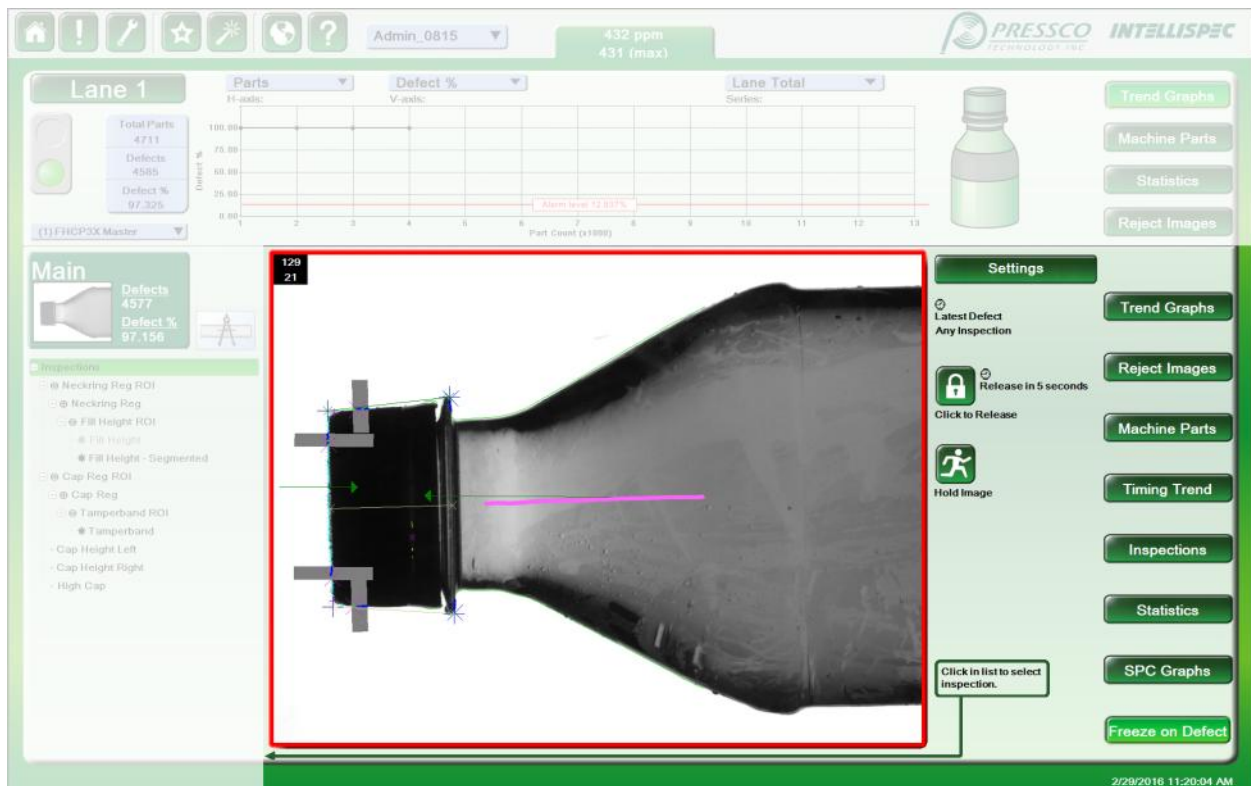 Admin_0815
432 ppm
431 (max)
PRESSCO
TECHNOLOGY INC
INTELLISPEC
Lane 1
Total Parts
4711
Defects
4585
Defect %
97.325
(1) FHCP3X Master
Parts
H-axis:
Defect %
V-axis:
Lane Total
Series:
Defect %
100.00
75.00
50.00
25.00
0.00
Alarm level 12.897%
1 2 3 4 5 6 7 8 9 10 11 12 13
Part Count (x1000)
Trend Graphs
Machine Parts
Statistics
Reject Images
Main
Defects
4577
Defect %
97.156
Inspections
Neckring Reg ROI
Neckring Reg
Fill Height ROI
Fill Height
Fill Height - Segmented
Cap Reg ROI
Cap Reg
Tamperband ROI
Tamperband
Cap Height Left
Cap Height Right
High Cap
129
21
Settings
Latest Defect
Any Inspection
Release in 5 seconds
Click to Release
Hold Image
Click in list to select
inspection.
Trend Graphs
Reject Images
Machine Parts
Timing Trend
Inspections
Statistics
SPC Graphs
Freeze on Defect
2/29/2016 11:20:04 AM